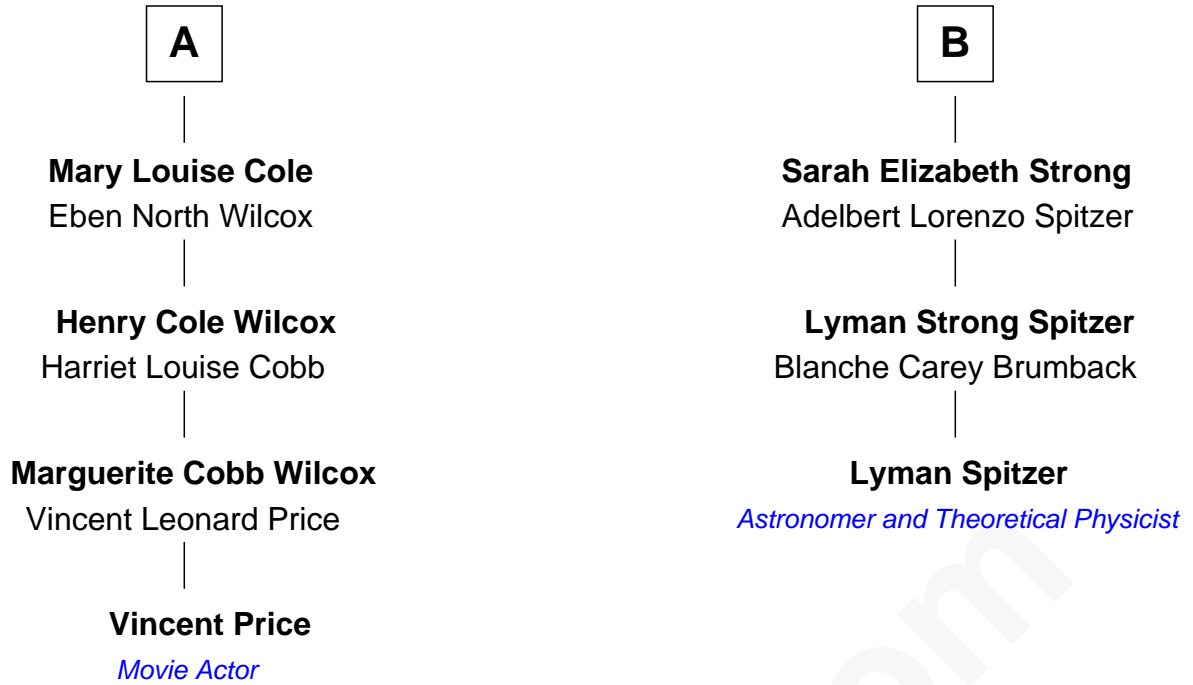 A
Mary Louise Cole
Eben North Wilcox
Henry Cole Wilcox
Harriet Louise Cobb
Marguerite Cobb Wilcox
Vincent Leonard Price
Vincent Price
Movie Actor
B
Sarah Elizabeth Strong
Adelbert Lorenzo Spitzer
Lyman Strong Spitzer
Blanche Carey Brumback
Lyman Spitzer
Astronomer and Theoretical Physicist
om